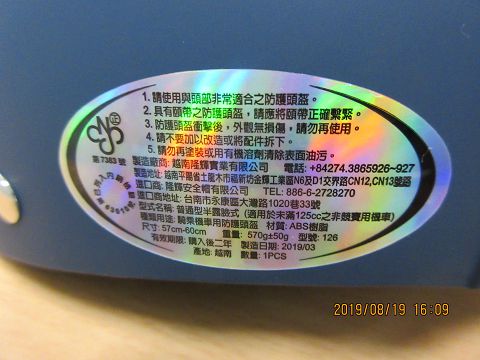 1. 請使用與頭部非常適合之防護頭盔。
2. 具有頤帶之防護頭盔,請應將頤帶正確繫緊。
3. 防護頭盔衝擊後,外觀無損傷,請勿再使用。
4. 請不要加以改造或將配件拆下。
5. 請勿再塗裝或用有機溶劑清除表面油污。
正
第 7383 號
製造廠商: 越南隆輝實業有限公司 電話: +84274.3865926~927
製造地址: 越南平陽省土龍木市福新坊金輝工業區N6及D1交界路CN12,CN13號路
進口商: 隆輝安全帽有限公司 TEL: 886-6-2728270
進口商地址: 台南市永康區大灣路1020巷33號
型式名稱: 普通型半露臉式 (適用於未滿125cc之非競賽用機車)
種類用途: 騎乘機車用防護頭盔 材質: ABS樹脂
尺寸: 57cm-60cm 重量: 570g±50g 型號: 126
有效期限: 購入後二年 製造日期: 2019/03
產地: 越南 數量: 1PCS
2019/08/19 16:09